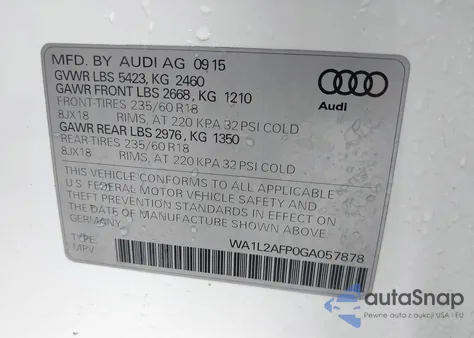 MFD. BY AUDI AG 09 15
GVWR LBS 5423, KG 2460
GAWR FRONT LBS 2668, KG 1210
FRONT-TIRES 235/60 R18
8JX18 RIMS, AT 220 KPA 32 PSI COLD
GAWR REAR LBS 2976, KG 1350
REAR-TIRES 235/60 R18
8JX18 RIMS, AT 220 KPA 32 PSI COLD
Audi
THIS VEHICLE CONFORMS TO ALL APPLICABLE
U.S. FEDERAL MOTOR VEHICLE SAFETY AND
THEFT PREVENTION STANDARDS IN EFFECT ON
THE DATE OF MANUFACTURE SHOWN ABOVE
GERMANY
TYPE: WA1L2AFP0GA057878
MPV
autoSnap
Pewne auta z aukcji USA - EU